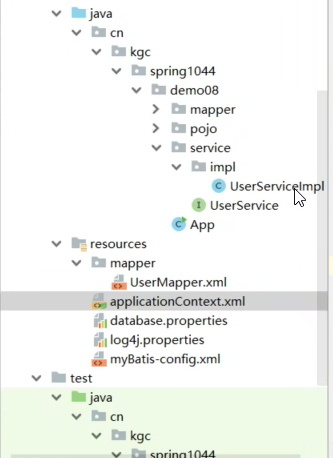 java
cn
kgc
spring1044
demo08
mapper
pojo
service
impl
C UserServiceImpl
I UserService
C App
resources
mapper
UserMapper.xml
applicationContext.xml
database.properties
log4j.properties
myBatis-config.xml
test
java
cn
kgc
spring1044